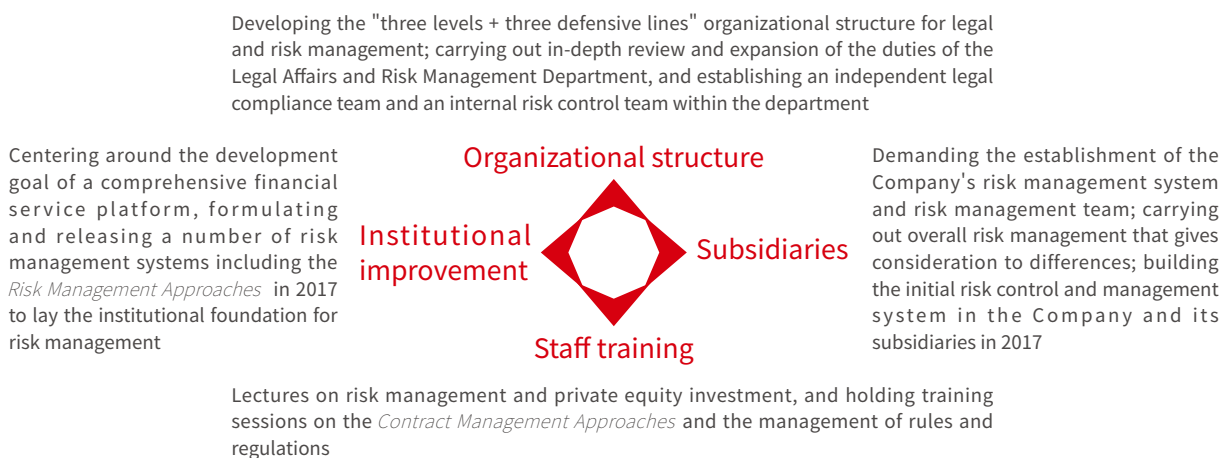 Developing the "three levels + three defensive lines" organizational structure for legal
and risk management; carrying out in-depth review and expansion of the duties of the
Legal Affairs and Risk Management Department, and establishing an independent legal
compliance team and an internal risk control team within the department
Organizational structure
Centering around the development
goal of a comprehensive financial
service platform, formulating
and releasing a number of risk
management systems including the
Risk Management Approaches in 2017
to lay the institutional foundation for
risk management
Institutional
improvement
Subsidiaries
Demanding the establishment of the
Company's risk management system
and risk management team; carrying
out overall risk management that gives
consideration to differences; building
the initial risk control and management
system in the Company and its
subsidiaries in 2017
Staff training
Lectures on risk management and private equity investment, and holding training
sessions on the Contract Management Approaches and the management of rules and
regulations